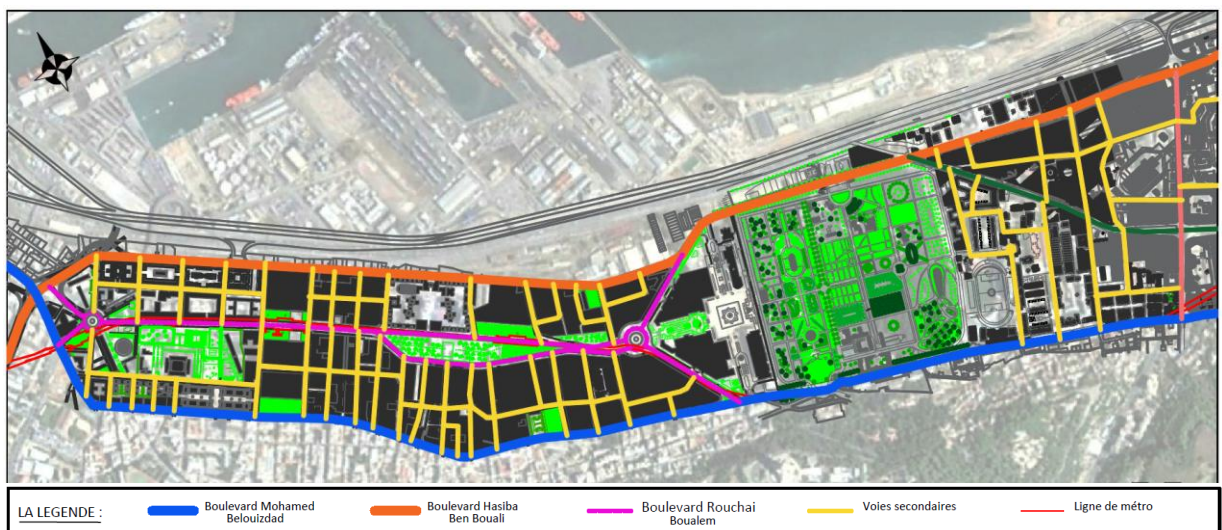 LA LEGENDE :
Boulevard Mohamed
Belouizdad
Boulevard Hasiba
Ben Bouali
Boulevard Rouchai
Boualem
Voies secondaires
Ligne de métro